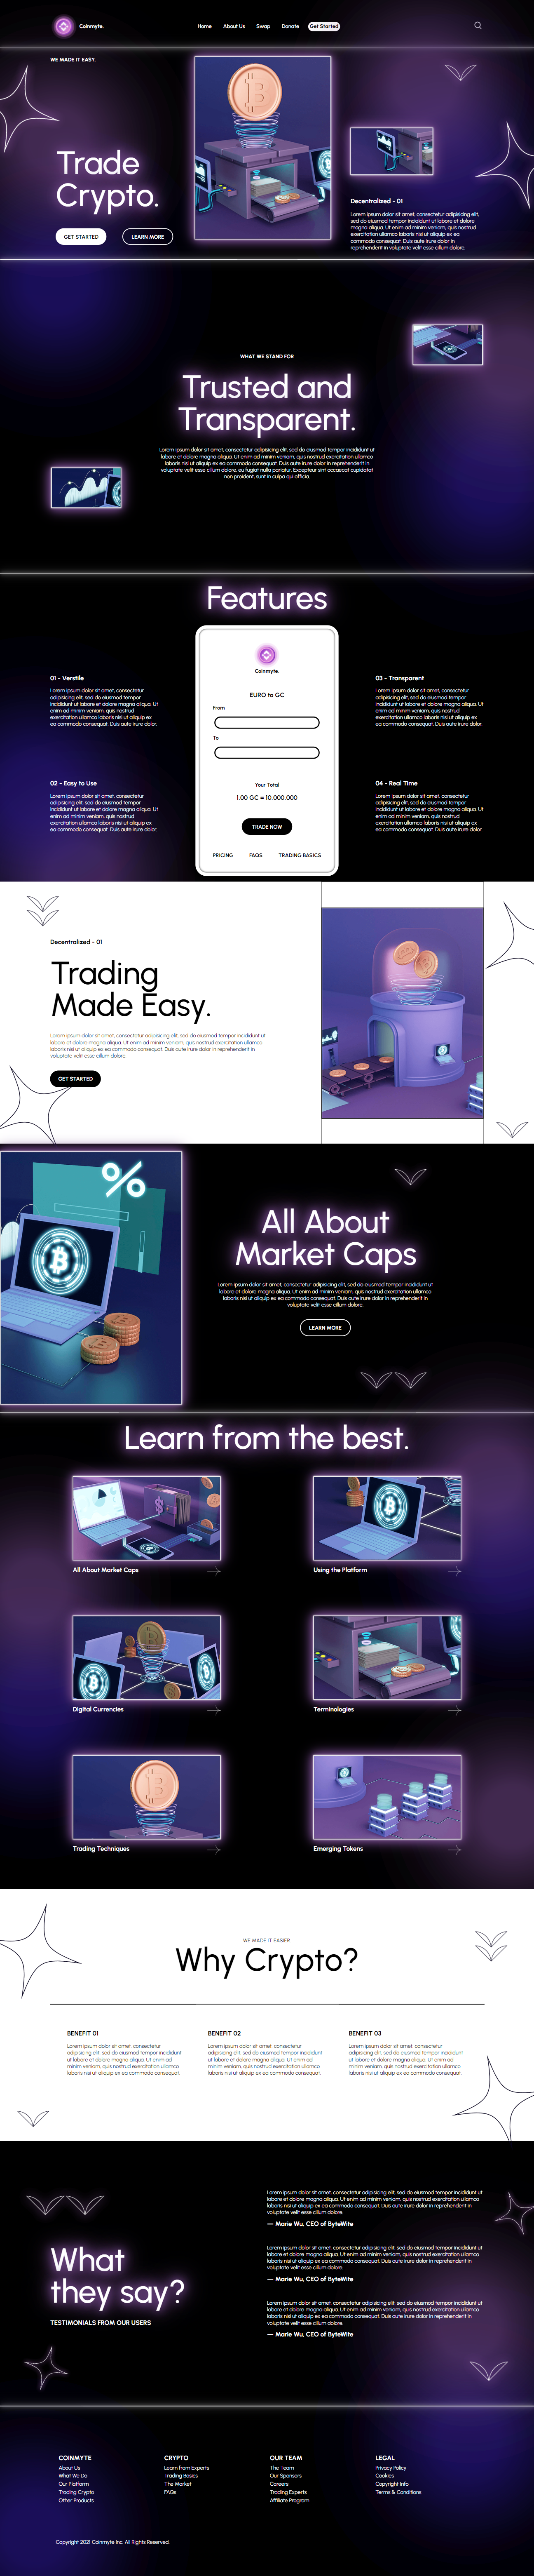 Coinmyte.
Home
About Us
Swap
Donate
Get Started
WE MADE IT EASY.
Trade
Crypto.
GET STARTED
LEARN MORE
Decentralized - 01
Lorem ipsum dolor sit amet, consectetur adipisicing elit,
sed do eiusmod tempor incididunt ut labore et dolore
magna aliqua. Ut enim ad minim veniam, quis nostrud
exercitation ullamco laboris nisi ut aliquip ex ea
commodo consequat. Duis aute irure dolor in
reprehenderit in voluptate velit esse cillum dolore.
WHAT WE STAND FOR
Trusted and
Transparent.
Lorem ipsum dolor sit amet, consectetur adipisicing elit, sed do eiusmod tempor incididunt ut
labore et dolore magna aliqua. Ut enim ad minim veniam, quis nostrud exercitation ullamco
laboris nisi ut aliquip ex ea commodo consequat. Duis aute irure dolor in reprehenderit in
voluptate velit esse cillum dolore. eu fugiat nulla pariatur. Excepteur sint occaecat cupidatat
non proident, sunt in culpa qui officia.
Features
01 - Verstile
Lorem ipsum dolor sit amet, consectetur
adipisicing elit, sed do eiusmod tempor
incididunt ut labore et dolore magna aliqua. Ut
enim ad minim veniam, quis nostrud
exercitation ullamco laboris nisi ut aliquip ex
ea commodo consequat. Duis aute irure dolor.
02 - Easy to Use
Lorem ipsum dolor sit amet, consectetur
adipisicing elit, sed do eiusmod tempor
incididunt ut labore et dolore magna aliqua. Ut
enim ad minim veniam, quis nostrud
exercitation ullamco laboris nisi ut aliquip ex
ea commodo consequat. Duis aute irure dolor.
Coinmyte.
EURO to GC
From
To
Your Total
1.00 GC = 10,000,000
TRADE NOW
PRICING
FAQS
TRADING BASICS
03 - Transparent
Lorem ipsum dolor sit amet, consectetur
adipisicing elit, sed do eiusmod tempor
incididunt ut labore et dolore magna aliqua. Ut
enim ad minim veniam, quis nostrud
exercitation ullamco laboris nisi ut aliquip ex
ea commodo consequat. Duis aute irure dolor.
04 - Real Time
Lorem ipsum dolor sit amet, consectetur
adipisicing elit, sed do eiusmod tempor
incididunt ut labore et dolore magna aliqua. Ut
enim ad minim veniam, quis nostrud
exercitation ullamco laboris nisi ut aliquip ex
ea commodo consequat. Duis aute irure dolor.
Decentralized - 01
Trading
Made Easy.
Lorem ipsum dolor sit amet, consectetur adipisicing elit, sed do eiusmod tempor incididunt ut
labore et dolore magna aliqua. Ut enim ad minim veniam, quis nostrud exercitation ullamco
laboris nisi ut aliquip ex ea commodo consequat. Duis aute irure dolor in reprehenderit in
voluptate velit esse cillum dolore.
GET STARTED
%
All About
Market Caps
Lorem ipsum dolor sit amet, consectetur adipisicing elit, sed do eiusmod tempor incididunt ut
labore et dolore magna aliqua. Ut enim ad minim veniam, quis nostrud exercitation ullamco
laboris nisi ut aliquip ex ea commodo consequat. Duis aute irure dolor in reprehenderit in
voluptate velit esse cillum dolore.
LEARN MORE
Learn from the best.
$
All About Market Caps
Using the Platform
Digital Currencies
Terminologies
Trading Techniques
Emerging Tokens
WE MADE IT EASIER
Why Crypto?
BENEFIT 01
Lorem ipsum dolor sit amet, consectetur
adipisicing elit, sed do eiusmod tempor incididunt
ut labore et dolore magna aliqua. Ut enim ad
minim veniam, quis nostrud exercitation ullamco
laboris nisi ut aliquip ex ea commodo consequat.
BENEFIT 02
Lorem ipsum dolor sit amet, consectetur
adipisicing elit, sed do eiusmod tempor incididunt
ut labore et dolore magna aliqua. Ut enim ad
minim veniam, quis nostrud exercitation ullamco
laboris nisi ut aliquip ex ea commodo consequat.
BENEFIT 03
Lorem ipsum dolor sit amet, consectetur
adipisicing elit, sed do eiusmod tempor incididunt
ut labore et dolore magna aliqua. Ut enim ad
minim veniam, quis nostrud exercitation ullamco
laboris nisi ut aliquip ex ea commodo consequat.
What
they say?
TESTIMONIALS FROM OUR USERS
Lorem ipsum dolor sit amet, consectetur adipisicing elit, sed do eiusmod tempor incididunt ut
labore et dolore magna aliqua. Ut enim ad minim veniam, quis nostrud exercitation ullamco
laboris nisi ut aliquip ex ea commodo consequat. Duis aute irure dolor in reprehenderit in
voluptate velit esse cillum dolore.
— Marie Wu, CEO of ByteWite
Lorem ipsum dolor sit amet, consectetur adipisicing elit, sed do eiusmod tempor incididunt ut
labore et dolore magna aliqua. Ut enim ad minim veniam, quis nostrud exercitation ullamco
laboris nisi ut aliquip ex ea commodo consequat. Duis aute irure dolor in reprehenderit in
voluptate velit esse cillum dolore.
— Marie Wu, CEO of ByteWite
Lorem ipsum dolor sit amet, consectetur adipisicing elit, sed do eiusmod tempor incididunt ut
labore et dolore magna aliqua. Ut enim ad minim veniam, quis nostrud exercitation ullamco
laboris nisi ut aliquip ex ea commodo consequat. Duis aute irure dolor in reprehenderit in
voluptate velit esse cillum dolore.
— Marie Wu, CEO of ByteWite
COINMYTE
About Us
What We Do
Our Platform
Trading Crypto
Other Products
CRYPTO
Learn from Experts
Trading Basics
The Market
FAQs
OUR TEAM
The Team
Our Sponsors
Careers
Trading Experts
Affiliate Program
LEGAL
Privacy Policy
Cookies
Copyright Info
Terms & Conditions
Copyright 2021 Coinmyte Inc. All Rights Reserved.